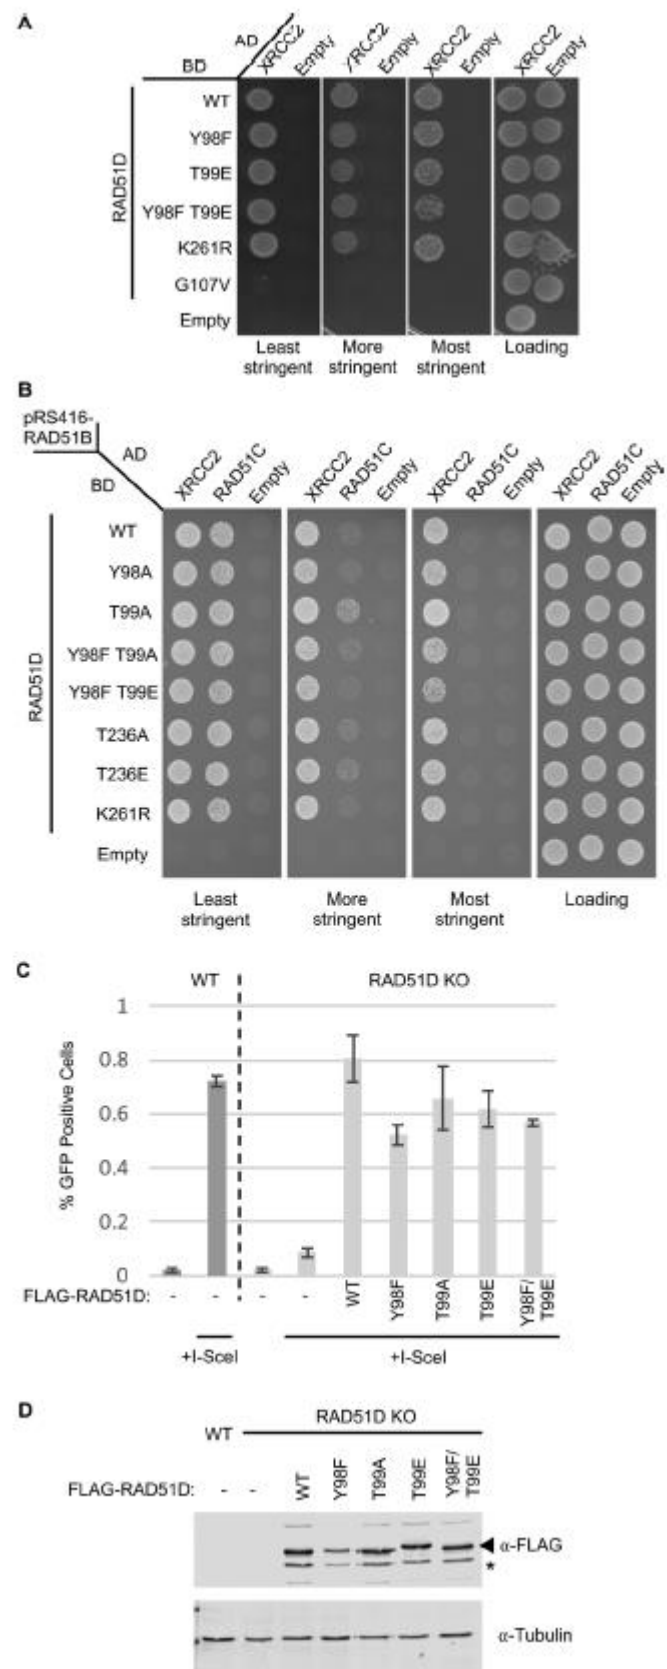 A
AD
BD
XRCC2 Empty XRCC2 Empty XRCC2 Empty XRCC2 Empty
RAD51D
WT
Y98F
T99E
Y98F T99E
K261R
G107V
Empty
Least stringent
More stringent
Most stringent
Loading
B
pRS416-
RAD51B
AD
BD
XRCC2 RAD51C Empty XRCC2 RAD51C Empty XRCC2 RAD51C Empty XRCC2 RAD51C Empty
RAD51D
WT
Y98A
T99A
Y98F T99A
Y98F T99E
T236A
T236E
K261R
Empty
Least stringent
More stringent
Most stringent
Loading
C
WT RAD51D KO
% GFP Positive Cells
1
0.8
0.6
0.4
0.2
0
FLAG-RAD51D: - - - - WT Y98F T99A T99E Y98F/ T99E
+I-SceI +I-SceI
D
RAD51D KO
WT
FLAG-RAD51D: - - WT Y98F T99A T99E Y98F/ T99E
α-FLAG
*
α-Tubulin